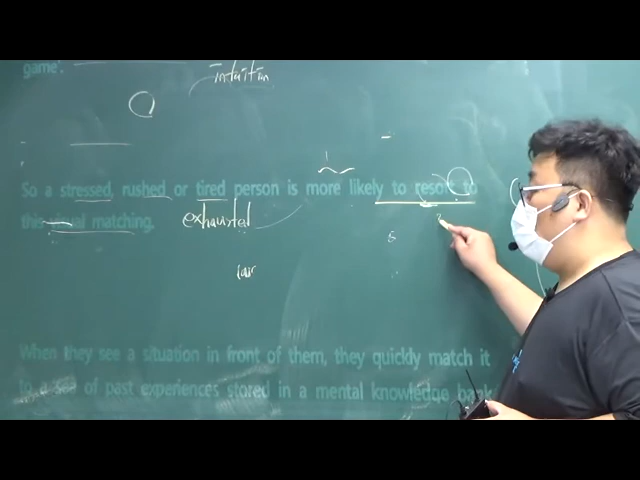 game'.
intuition
So a stressed, rushed or tired person is more likely to resort to
this visual matching.
exhausted
When they see a situation in front of them, they quickly match it
to a sea of past experiences stored in a mental knowledge bank